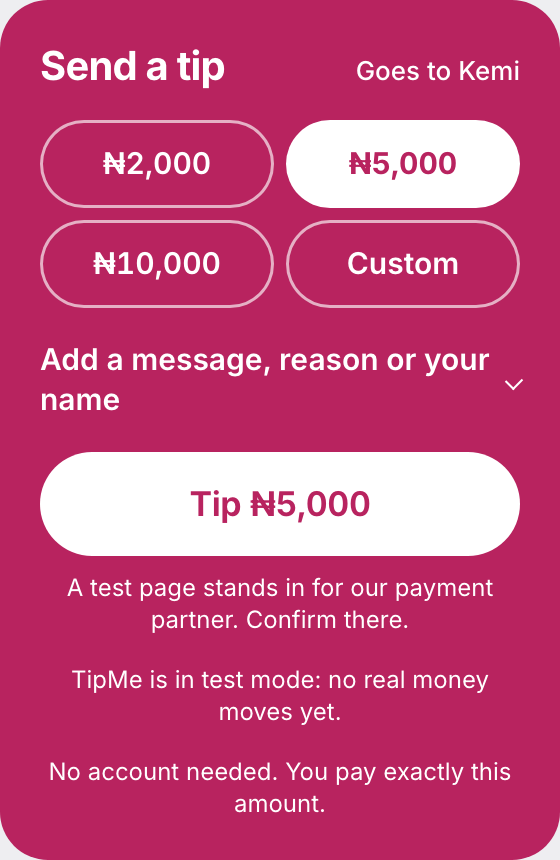 Send a tip
Goes to Kemi
₦2,000
₦5,000
₦10,000
Custom
Add a message, reason or your
name
Tip ₦5,000
A test page stands in for our payment
partner. Confirm there.
TipMe is in test mode: no real money
moves yet.
No account needed. You pay exactly this
amount.